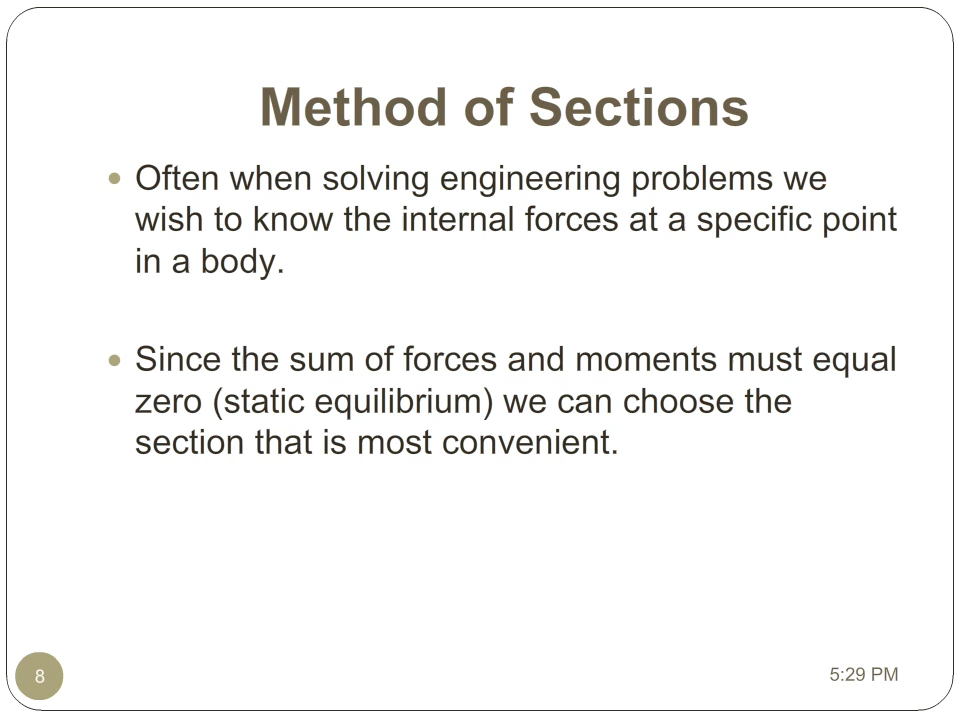 Method of Sections
Often when solving engineering problems we
wish to know the internal forces at a specific point
in a body.
Since the sum of forces and moments must equal
zero (static equilibrium) we can choose the
section that is most convenient.
8
5:29 PM